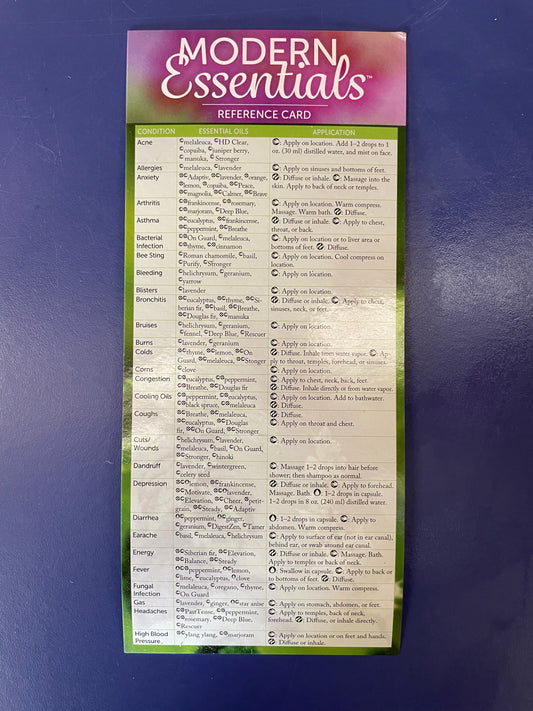 MODERN
Essentials™
REFERENCE CARD
CONDITION ESSENTIAL OILS APPLICATION
Acne melaleuca, HD Clear, : Apply on location. Add 1–2 drops to 1
copaiba, juniper berry, oz. (30 ml) distilled water, and mist on face.
manuka, Stronger
Allergies melaleuca, lavender : Apply on sinuses and bottoms of feet.
Anxiety Adaptiv, lavender, orange, : Diffuse or inhale. : Massage into the
lemon, copaiba, Peace, skin. Apply to back of neck or temples.
magnolia, Calmer, Brave
Arthritis frankincense, rosemary, : Apply on location. Warm compress.
marjoram, Deep Blue, Massage. Warm bath. : Diffuse.
Asthma eucalyptus, frankincense, : Diffuse or inhale. : Apply to chest,
peppermint, Breathe throat, or back.
Bacterial On Guard, melaleuca, : Apply on location or to liver area or
Infection thyme, cinnamon bottoms of feet. : Diffuse.
Bee Sting Roman chamomile, basil, : Apply on location. Cool compress on
Purify, Stronger location.
Bleeding helichrysum, geranium, : Apply on location.
yarrow
Blisters lavender : Apply on location.
Bronchitis eucalyptus, thyme, Si- : Diffuse or inhale. : Apply to chest,
berian fir, basil, Breathe, sinuses, neck, or feet.
Douglas fir, manuka
Bruises helichrysum, geranium, : Apply on location.
fennel, Deep Blue, Rescuer
Burns lavender, geranium : Apply on location.
Colds thyme, lemon, On : Diffuse. Inhale from water vapor. : Ap-
Guard, melaleuca, Stonger ply to throat, temples, forehead, or sinuses.
Corns clove : Apply on location.
Congestion eucalyptus, peppermint, : Apply to chest, neck, back, feet.
Breathe, Douglas fir : Diffuse. Inhale directly or from water vapor.
Cooling Oils peppermint, eucalyptus, : Apply on location. Add to bathwater.
black spruce, melaleuca : Diffuse.
Coughs Breathe, melaleuca, : Diffuse.
eucalyptus, Douglas : Apply on throat and chest.
fir, On Guard, Stronger
Cuts/ helichrysum, lavender, : Apply on location.
Wounds melaleuca, basil, On Guard,
Stronger, hinoki
Dandruff lavender, wintergreen, : Massage 1–2 drops into hair before
celery seed shower; then shampoo as normal.
Depression lemon, frankincense, : Diffuse or inhale. : Apply to forehead.
Motivate, lavender, Massage. Bath. : 1–2 drops in capsule.
Elevation, Cheer, petit- 1–2 drops in 8 oz. (240 ml) distilled water.
grain, Steady, Adaptiv
Diarrhea peppermint, ginger, : 1–2 drops in capsule. : Apply to
geranium, DigestZen, Tamer abdomen. Warm compress.
Earache basil, melaleuca, helichrysum : Apply to surface of ear (not in ear canal),
behind ear, or swab around ear canal.
Energy Siberian fir, Elevation, : Diffuse or inhale. : Massage. Bath.
Balance, Steady Apply to temples or back of neck.
Fever peppermint, lemon, : Swallow in capsule. : Apply to back or
lime, eucalyptus, clove to bottoms of feet. : Diffuse or inhale.
Fungal melaleuca, oregano, thyme, : Apply on location. Warm compress.
Infection On Guard
Gas lavender, ginger, star anise : Apply on stomach, abdomen, or feet.
Headaches PastTense, peppermint, : Apply to temples, back of neck,
rosemary, Deep Blue, forehead. : Diffuse, or inhale directly.
Rescuer
High Blood ylang ylang, marjoram : Apply on location or on feet and hands.
Pressure : Diffuse or inhale.